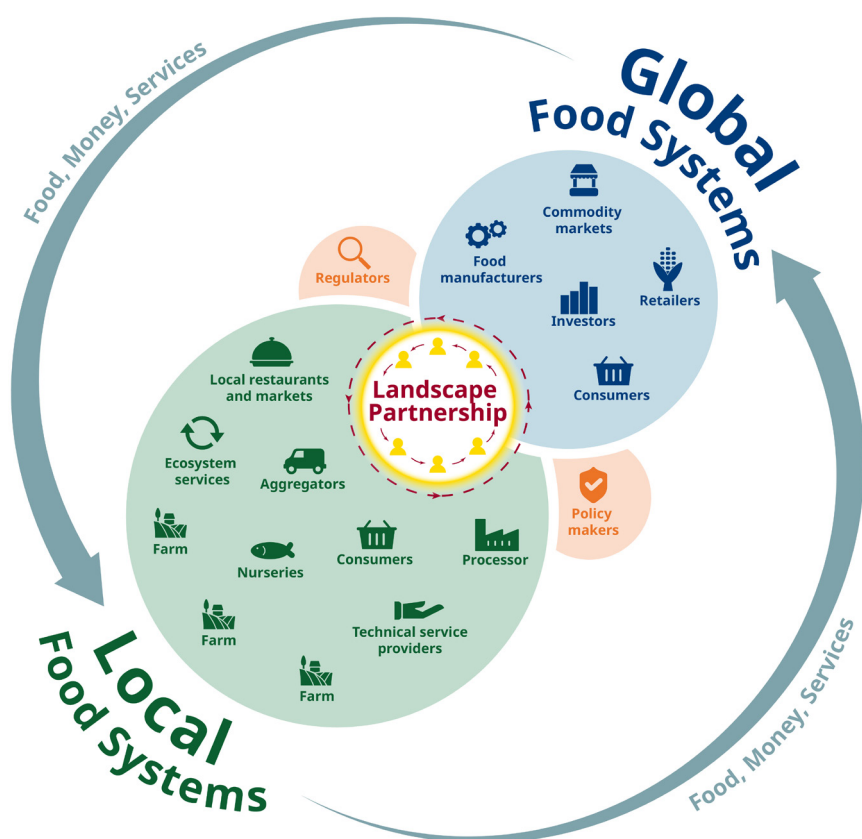 Food, Money, Services
Global
Food Systems
Commodity
markets
Food
manufacturers
Retailers
Investors
Consumers
Regulators
Landscape
Partnership
Local restaurants
and markets
Ecosystem
services
Aggregators
Farm
Nurseries
Consumers
Processor
Policy
makers
Farm
Technical service
providers
Farm
Local
Food Systems
Food, Money, Services